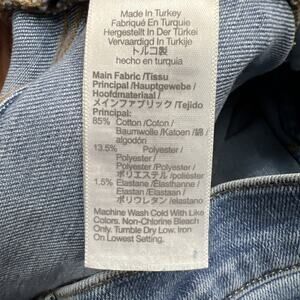 Made In Turkey
Fabriqué En Turquie
Hergestellt In Der Türkei
Vervaardigd In Turkije
トルコ製
hecho en turquia
Main Fabric /Tissu
Principal /Hauptgewebe /
Hoofdmateriaal /
メインファブリック /Tejido
Principal:
85% Cotton /Coton /
Baumwolle /Katoen /綿 /
algodón
13.5% Polyester /
Polyester /
Polyester /Polyester /
ポリエステル /poliéster
1.5% Elastane /Élasthanne /
Elastan /Elastaan /
ポリウレタン /elastano
Machine Wash Cold With Like
Colors. Non-Chlorine Bleach
Only. Tumble Dry Low. Iron On
Lowest Setting.